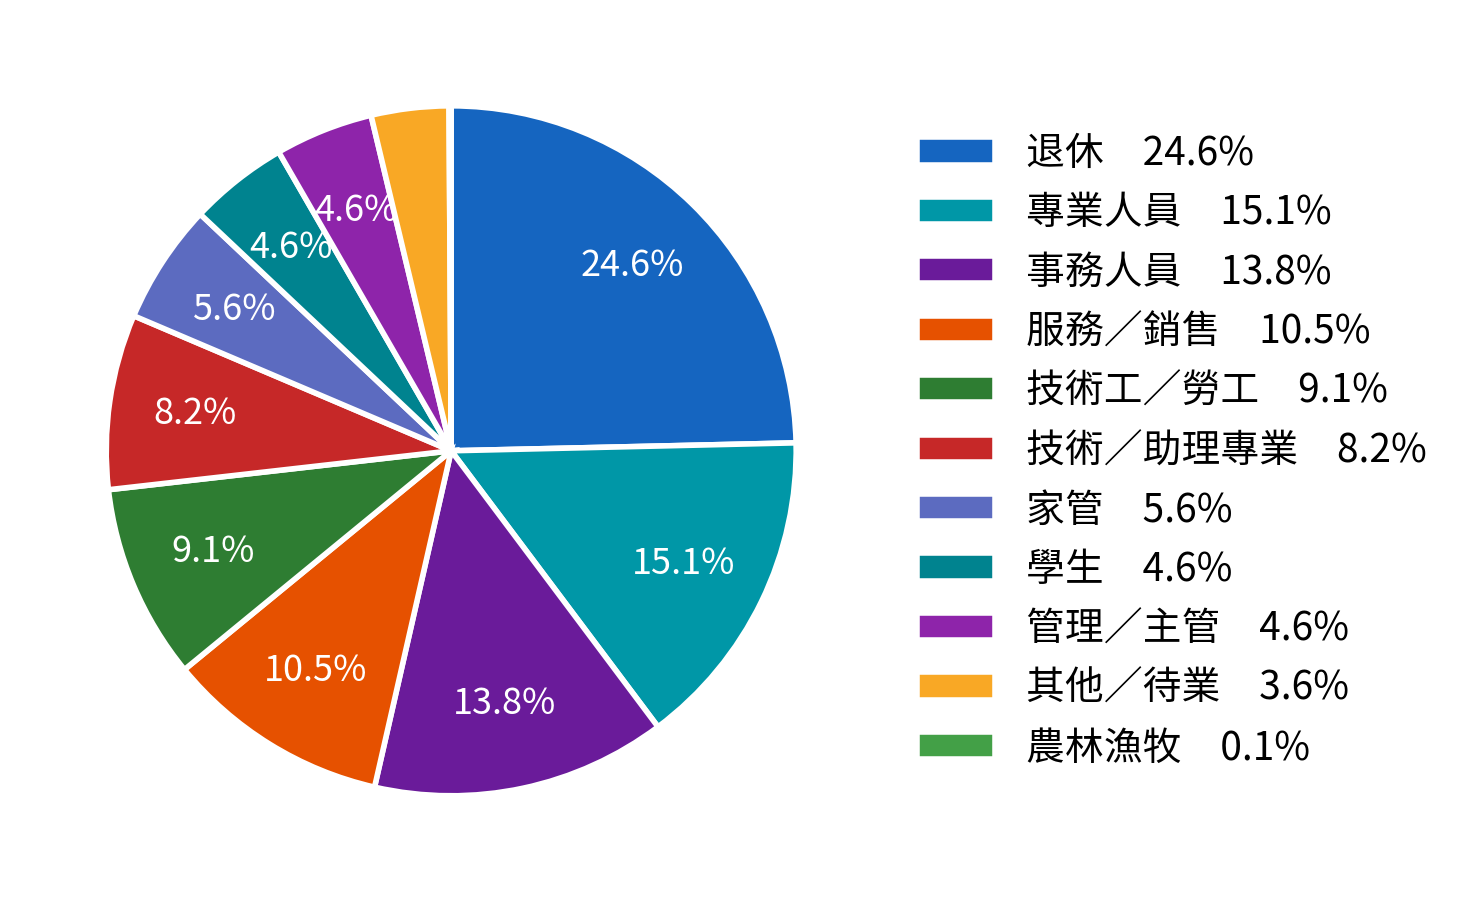 24.6%
15.1%
13.8%
10.5%
9.1%
8.2%
5.6%
4.6%
4.6%
退休　24.6%
專業人員　15.1%
事務人員　13.8%
服務／銷售　10.5%
技術工／勞工　9.1%
技術／助理專業　8.2%
家管　5.6%
學生　4.6%
管理／主管　4.6%
其他／待業　3.6%
農林漁牧　0.1%